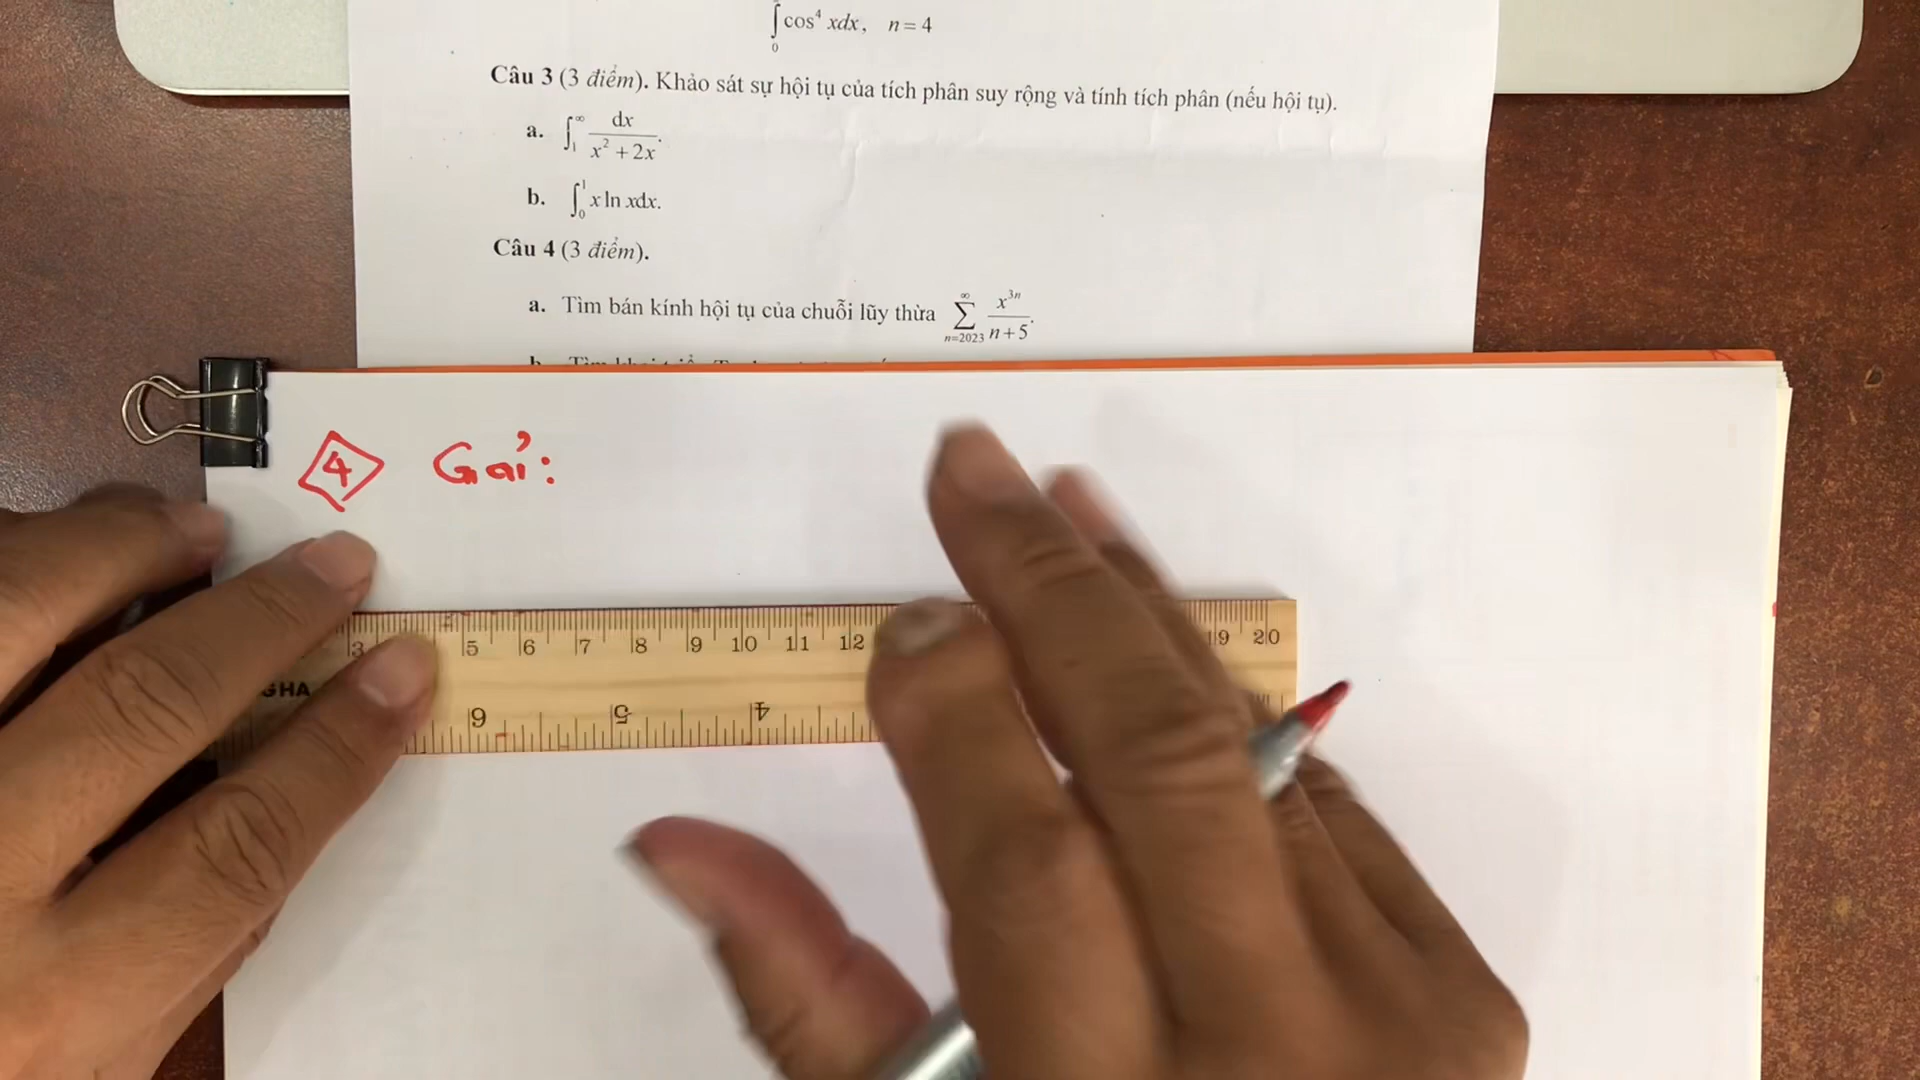 ∫₀ cos⁴ xdx, n = 4
Câu 3 (3 điểm). Khảo sát sự hội tụ của tích phân suy rộng và tính tích phân (nếu hội tụ).
a. ∫₁^∞ dx / (x² + 2x).
b. ∫₀¹ x ln xdx.
Câu 4 (3 điểm).
a. Tìm bán kính hội tụ của chuỗi lũy thừa ∑_{n=2023}^∞ x^{3n} / (n + 5).
4 Gải:
3 5 6 7 8 9 10 11 12 19 20
GHA
6 5 4